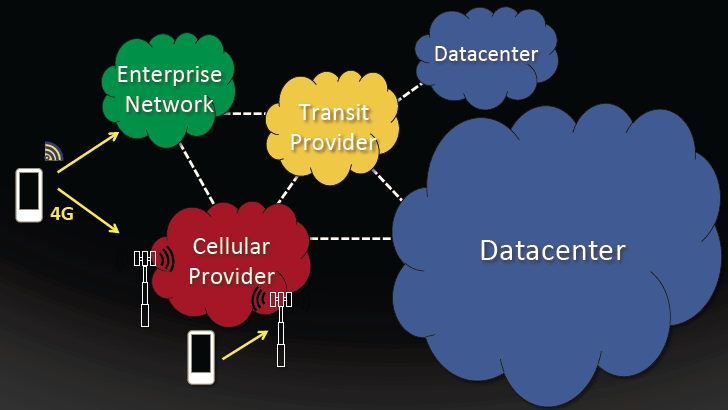 Enterprise
Network
Transit
Provider
Datacenter
4G
Cellular
Provider
Datacenter